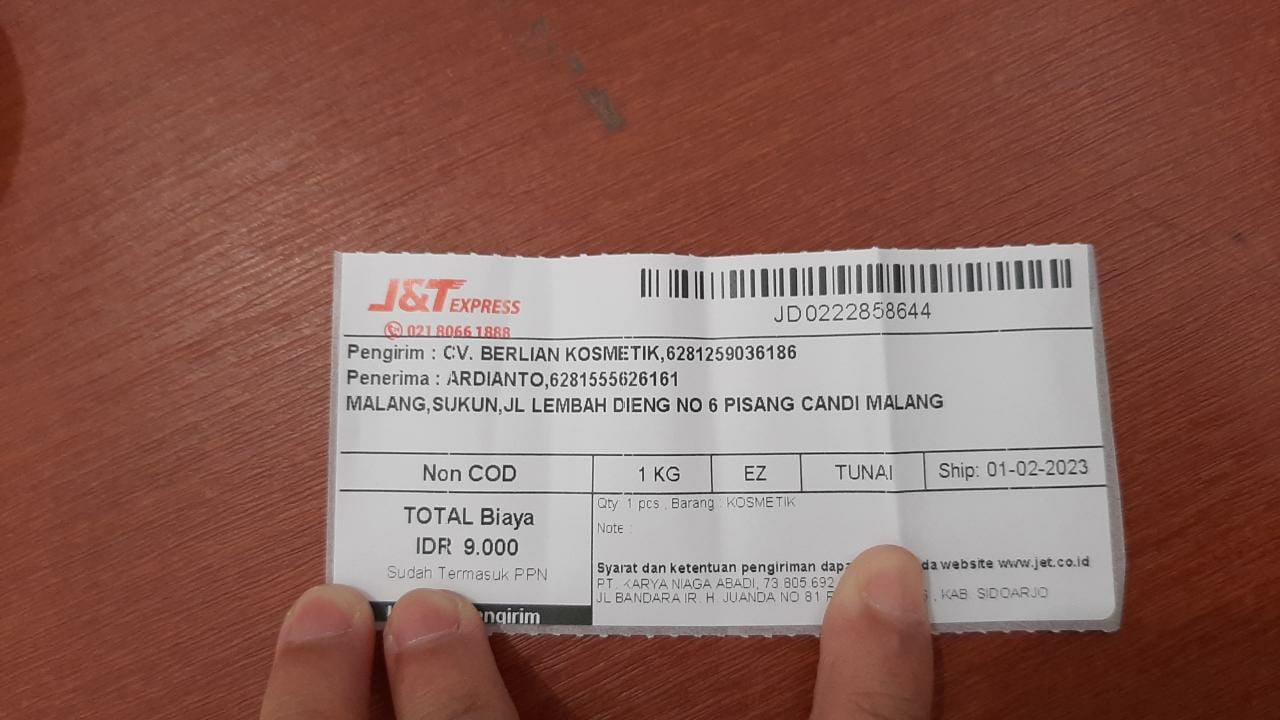 J&T EXPRESS
021 8066 1888
JD0222858644
Pengirim : CV. BERLIAN KOSMETIK,6281259036186
Penerima : ARDIANTO,6281555626161
MALANG,SUKUN,JL LEMBAH DIENG NO 6 PISANG CANDI MALANG
Non COD 1 KG EZ TUNAI Ship: 01-02-2023
TOTAL Biaya
IDR 9.000
Sudah Termasuk PPN
Qty: 1 pcs , Barang : KOSMETIK
Note :
Syarat dan ketentuan pengiriman website www.jet.co.id
PT. KARYA NIAGA ABADI, 73.805.692
JL BANDARA IR. H. JUANDA NO 81 , KAB. SIDOARJO